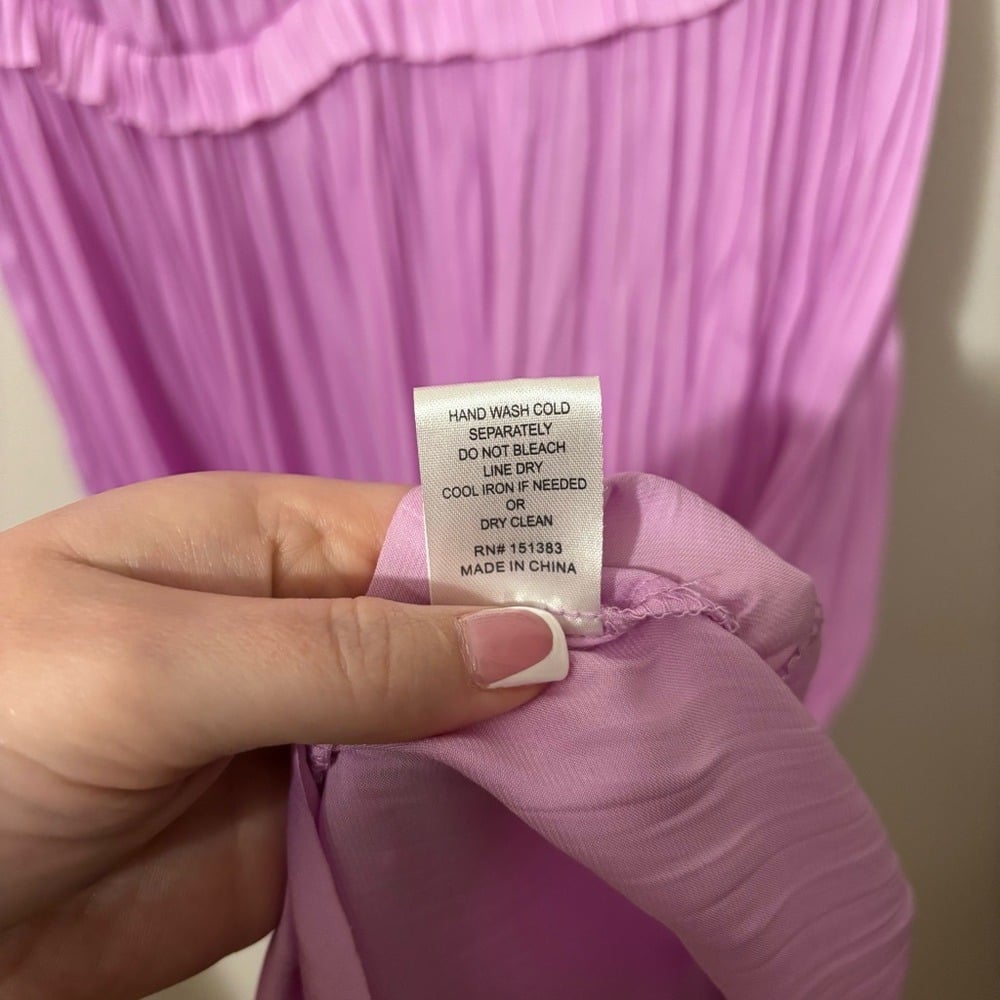 HAND WASH COLD
SEPARATELY
DO NOT BLEACH
LINE DRY
COOL IRON IF NEEDED
OR
DRY CLEAN
RN# 151383
MADE IN CHINA